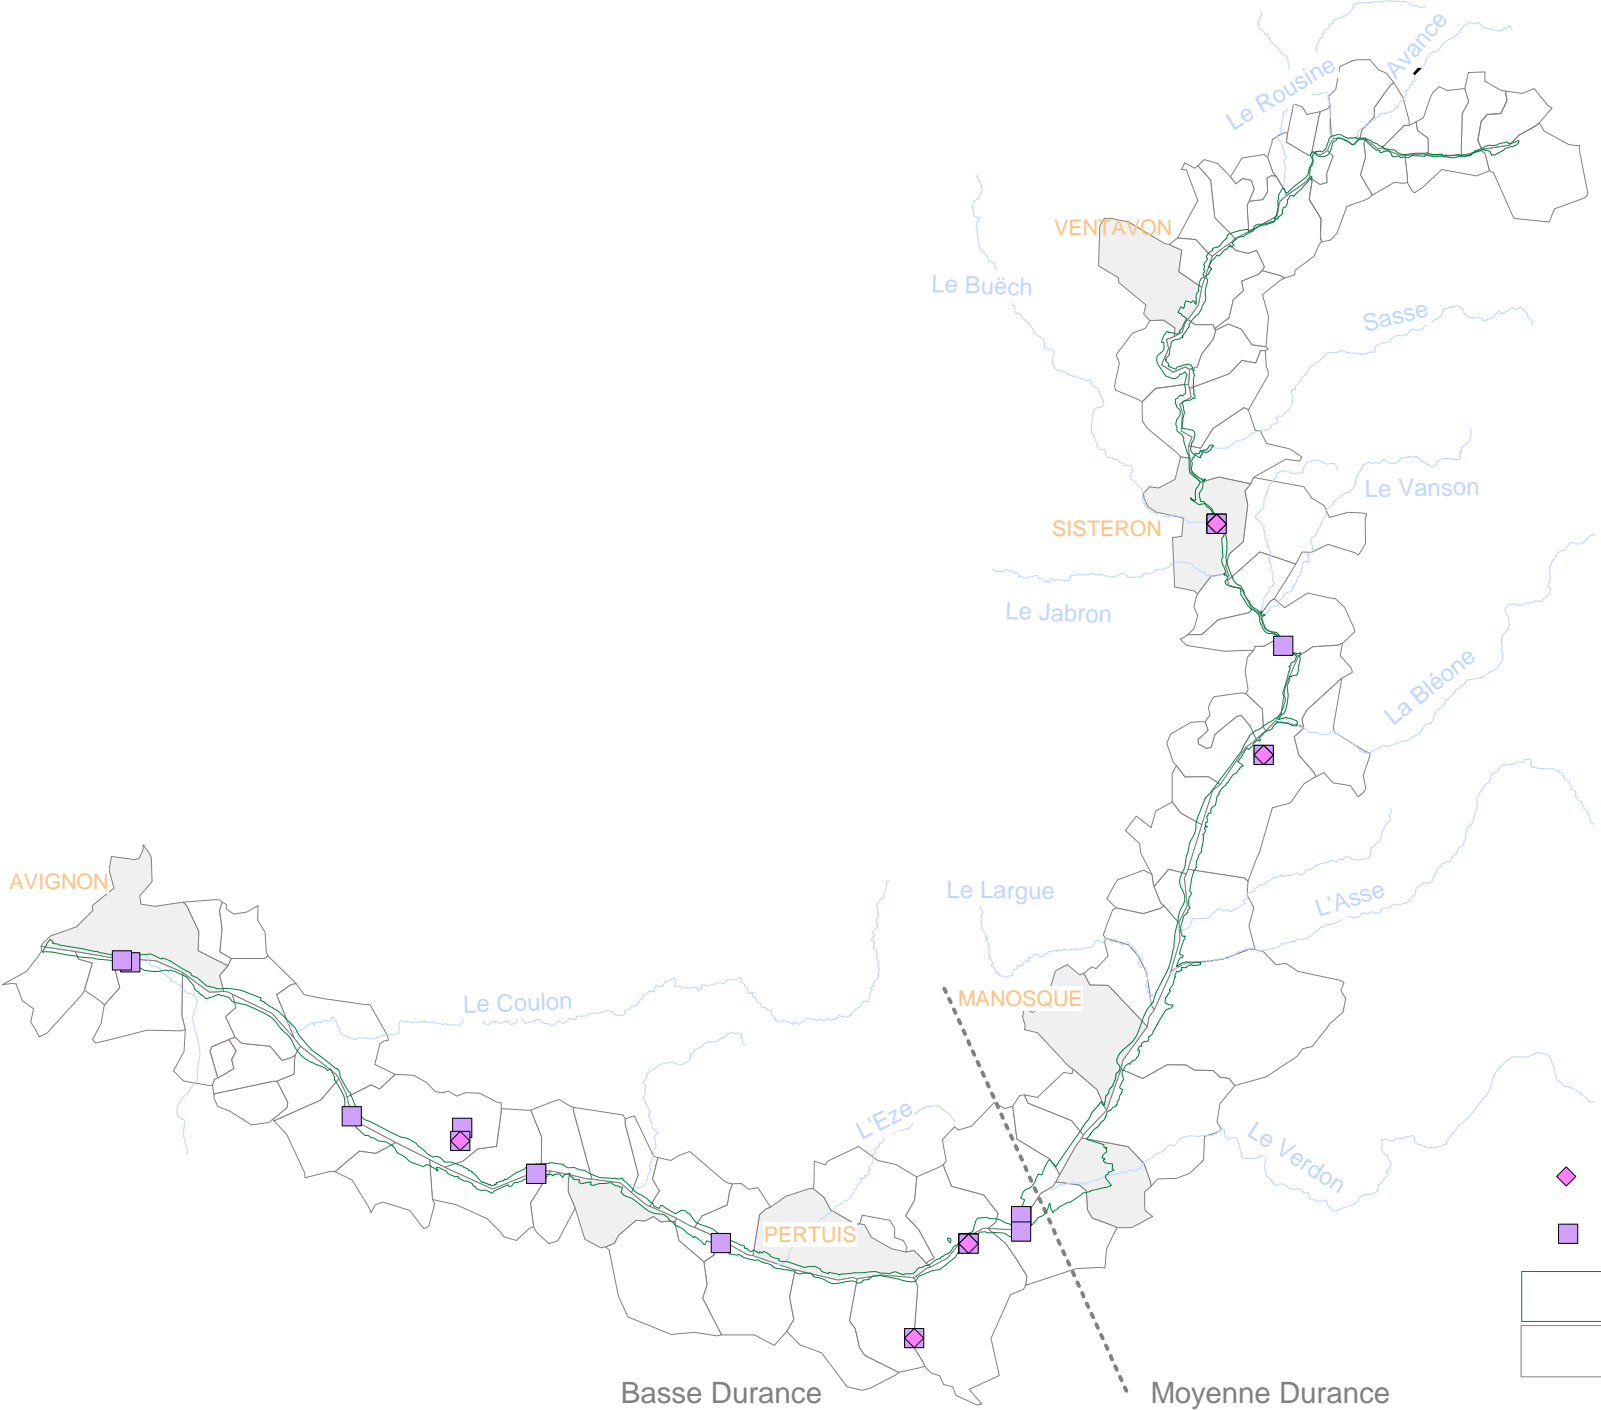 Avance
Le Rousine
VENTAVON
Le Buëch
Sasse
Le Vanson
SISTERON
Le Jabron
La Bléone
AVIGNON
Le Largue
L'Asse
MANOSQUE
Le Coulon
L'Eze
Le Verdon
PERTUIS
Basse Durance
Moyenne Durance